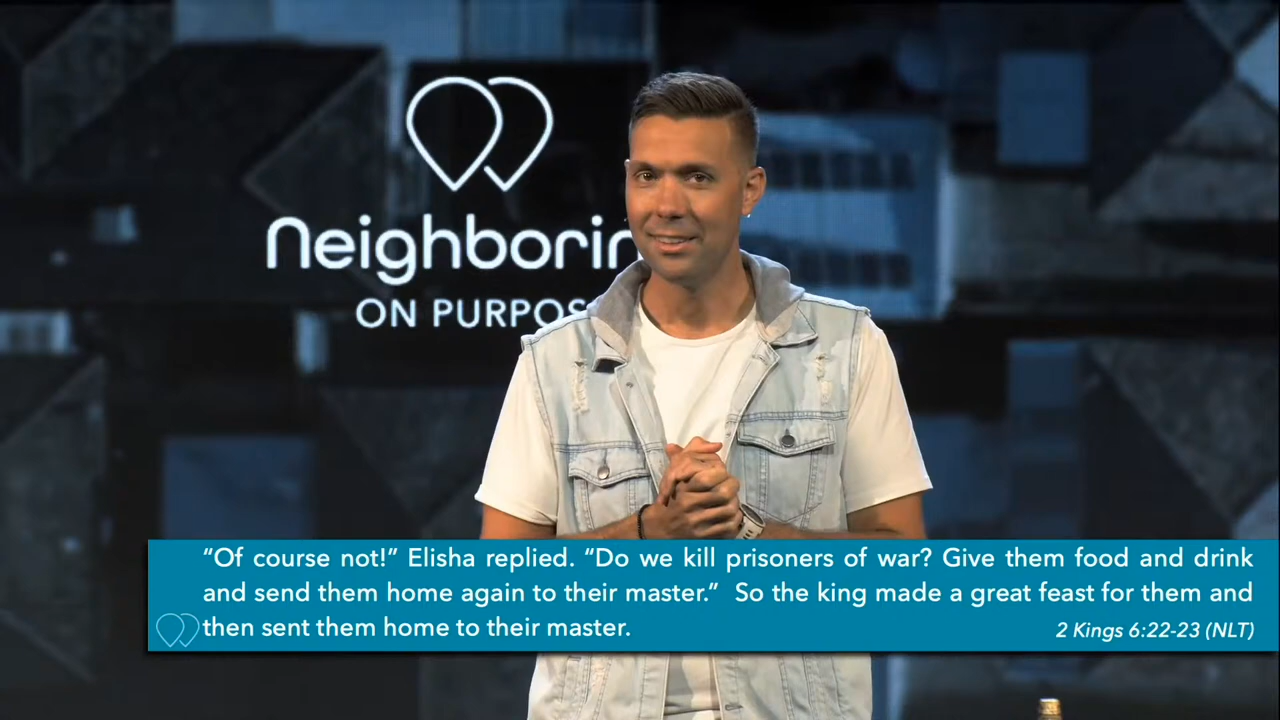 Neighborin
ON PURPOS
“Of course not!” Elisha replied. “Do we kill prisoners of war? Give them food and drink
and send them home again to their master.” So the king made a great feast for them and
then sent them home to their master.
2 Kings 6:22-23 (NLT)